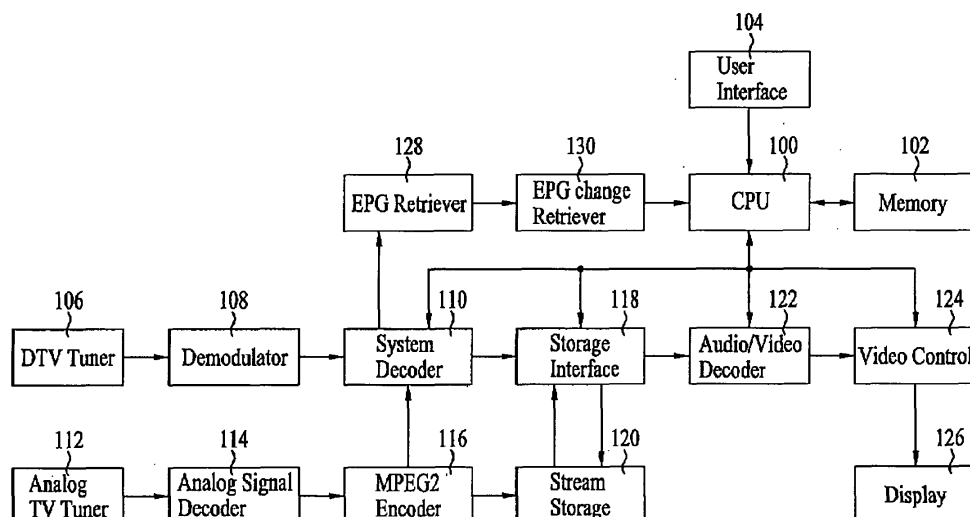 104
User
Interface
128
130
100
102
EPG Retriever
EPG change
Retriever
CPU
Memory
106
108
110
118
122
124
DTV Tuner
Demodulator
System
Decoder
Storage
Interface
Audio/Video
Decoder
Video Control
112
114
116
120
126
Analog
TV Tuner
Analog Signal
Decoder
MPEG2
Encoder
Stream
Storage
Display